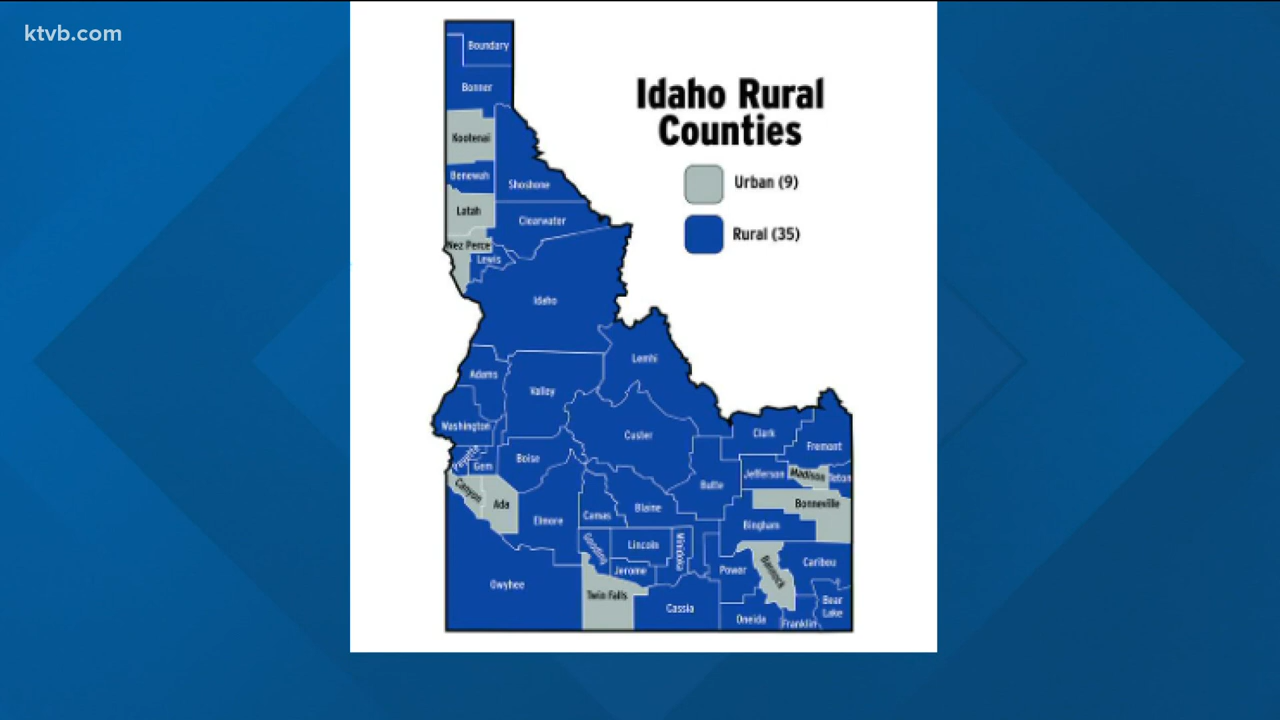 ktvb.com
Idaho Rural
Counties
Urban (9)
Rural (35)
Boundary
Bonner
Kootenai
Benewah
Shoshone
Latah
Clearwater
Nez Perce
Lewis
Idaho
Lemhi
Adams
Valley
Washington
Custer
Clark
Fremont
Payette
Gem
Boise
Jefferson
Madison
Teton
Canyon
Ada
Butte
Bonneville
Elmore
Camas
Blaine
Bingham
Gooding
Lincoln
Minidoka
Jerome
Power
Bannock
Caribou
Owyhee
Twin Falls
Cassia
Oneida
Franklin
Bear
Lake